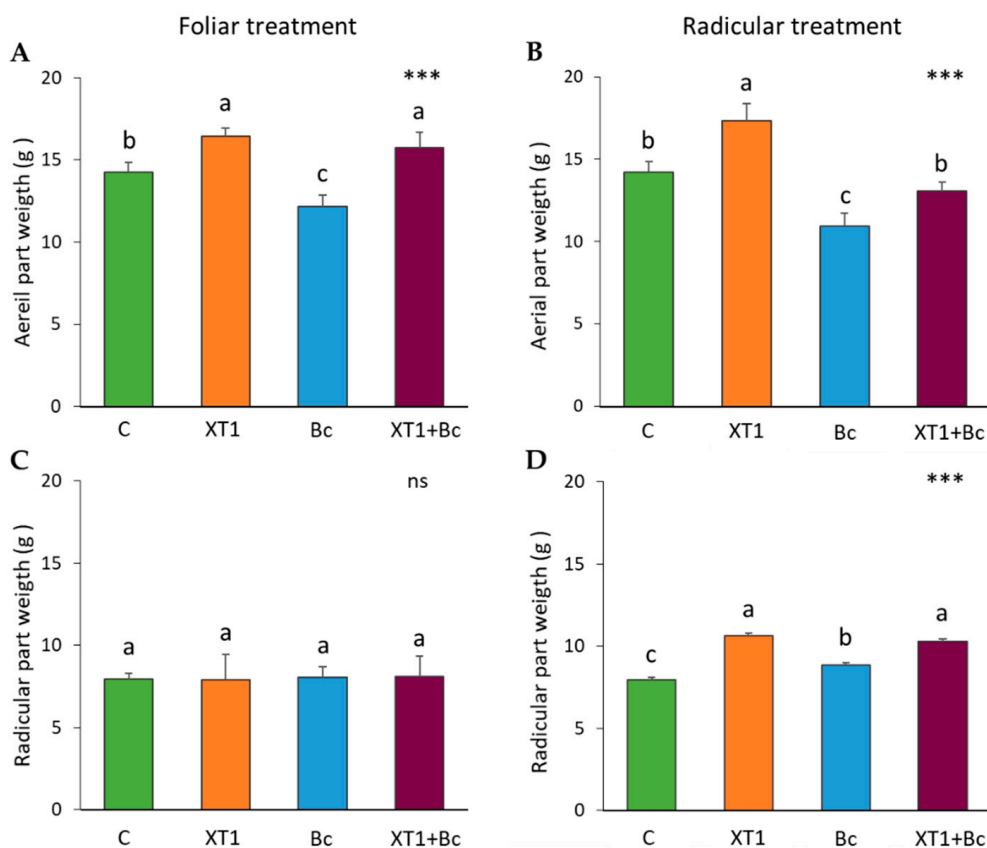 Foliar treatment
Radicular treatment
A
Aereil part weigth (g )
20
15
10
5
0
b
a
c
a
***
C XT1 Bc XT1+Bc
B
Aerial part weigth (g )
20
15
10
5
0
b
a
c
b
***
C XT1 Bc XT1+Bc
C
Radicular part weigth (g )
20
15
10
5
0
a
a
a
a
ns
C XT1 Bc XT1+Bc
D
Radicular part weigth (g )
20
15
10
5
0
c
a
b
a
***
C XT1 Bc XT1+Bc